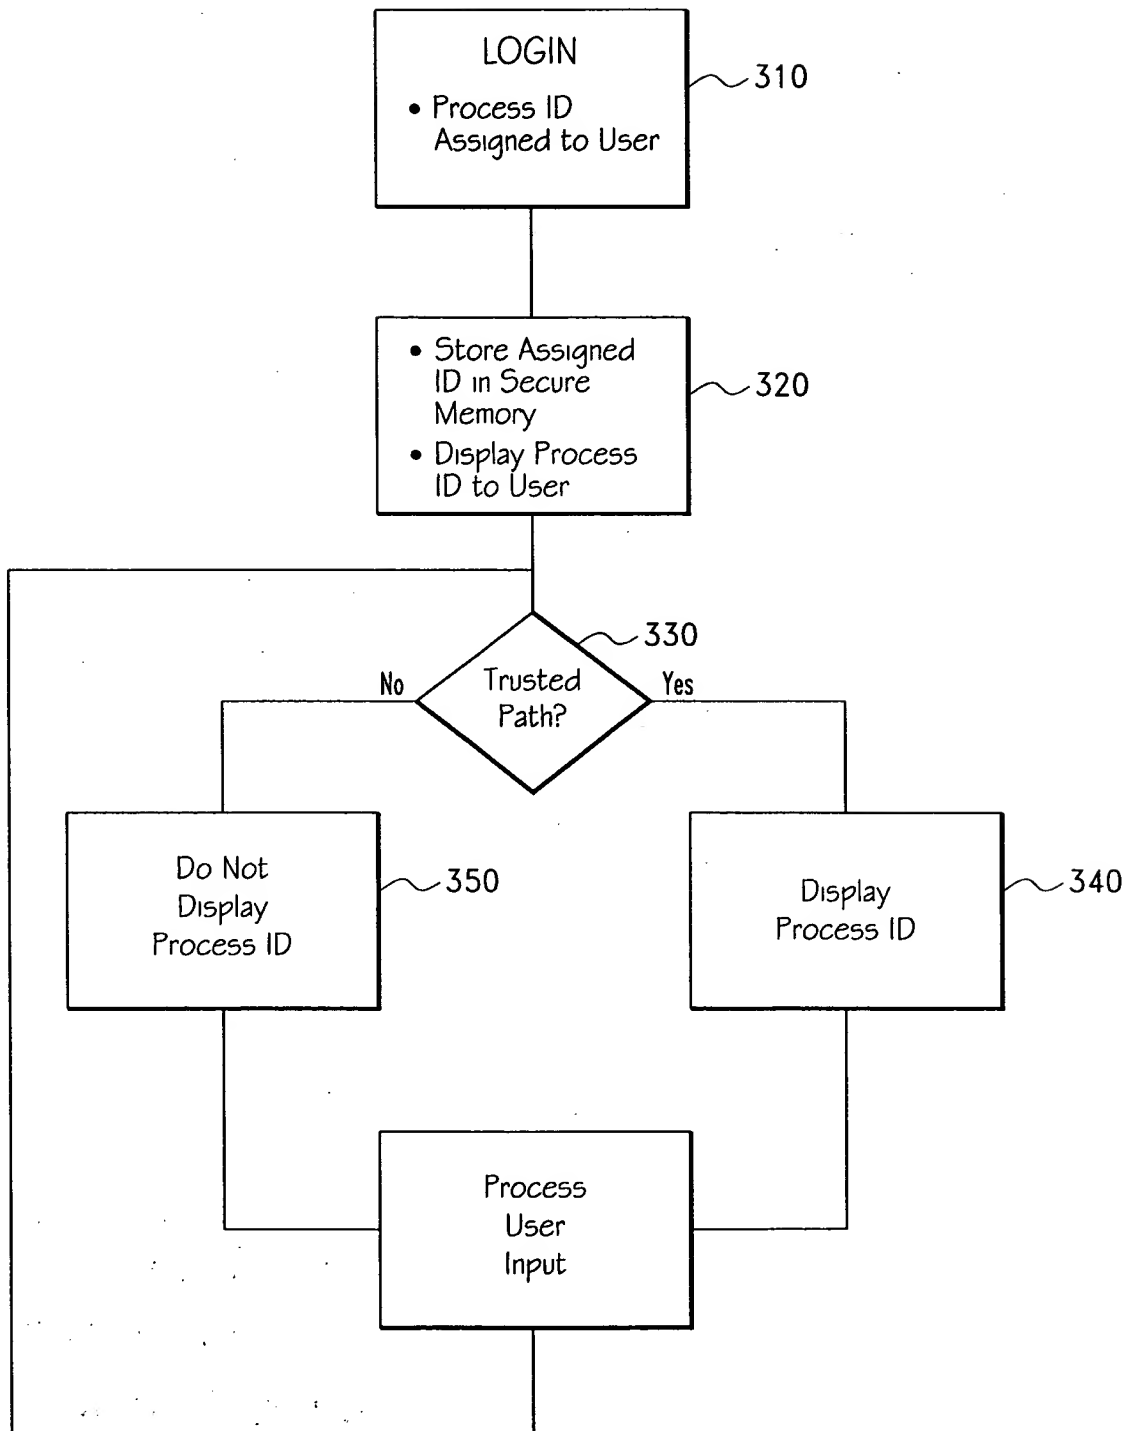 LOGIN
• Process ID
Assigned to User
310
• Store Assigned
ID in Secure
Memory
• Display Process
ID to User
320
330
Trusted
Path?
No
Yes
Do Not
Display
Process ID
350
Display
Process ID
340
Process
User
Input